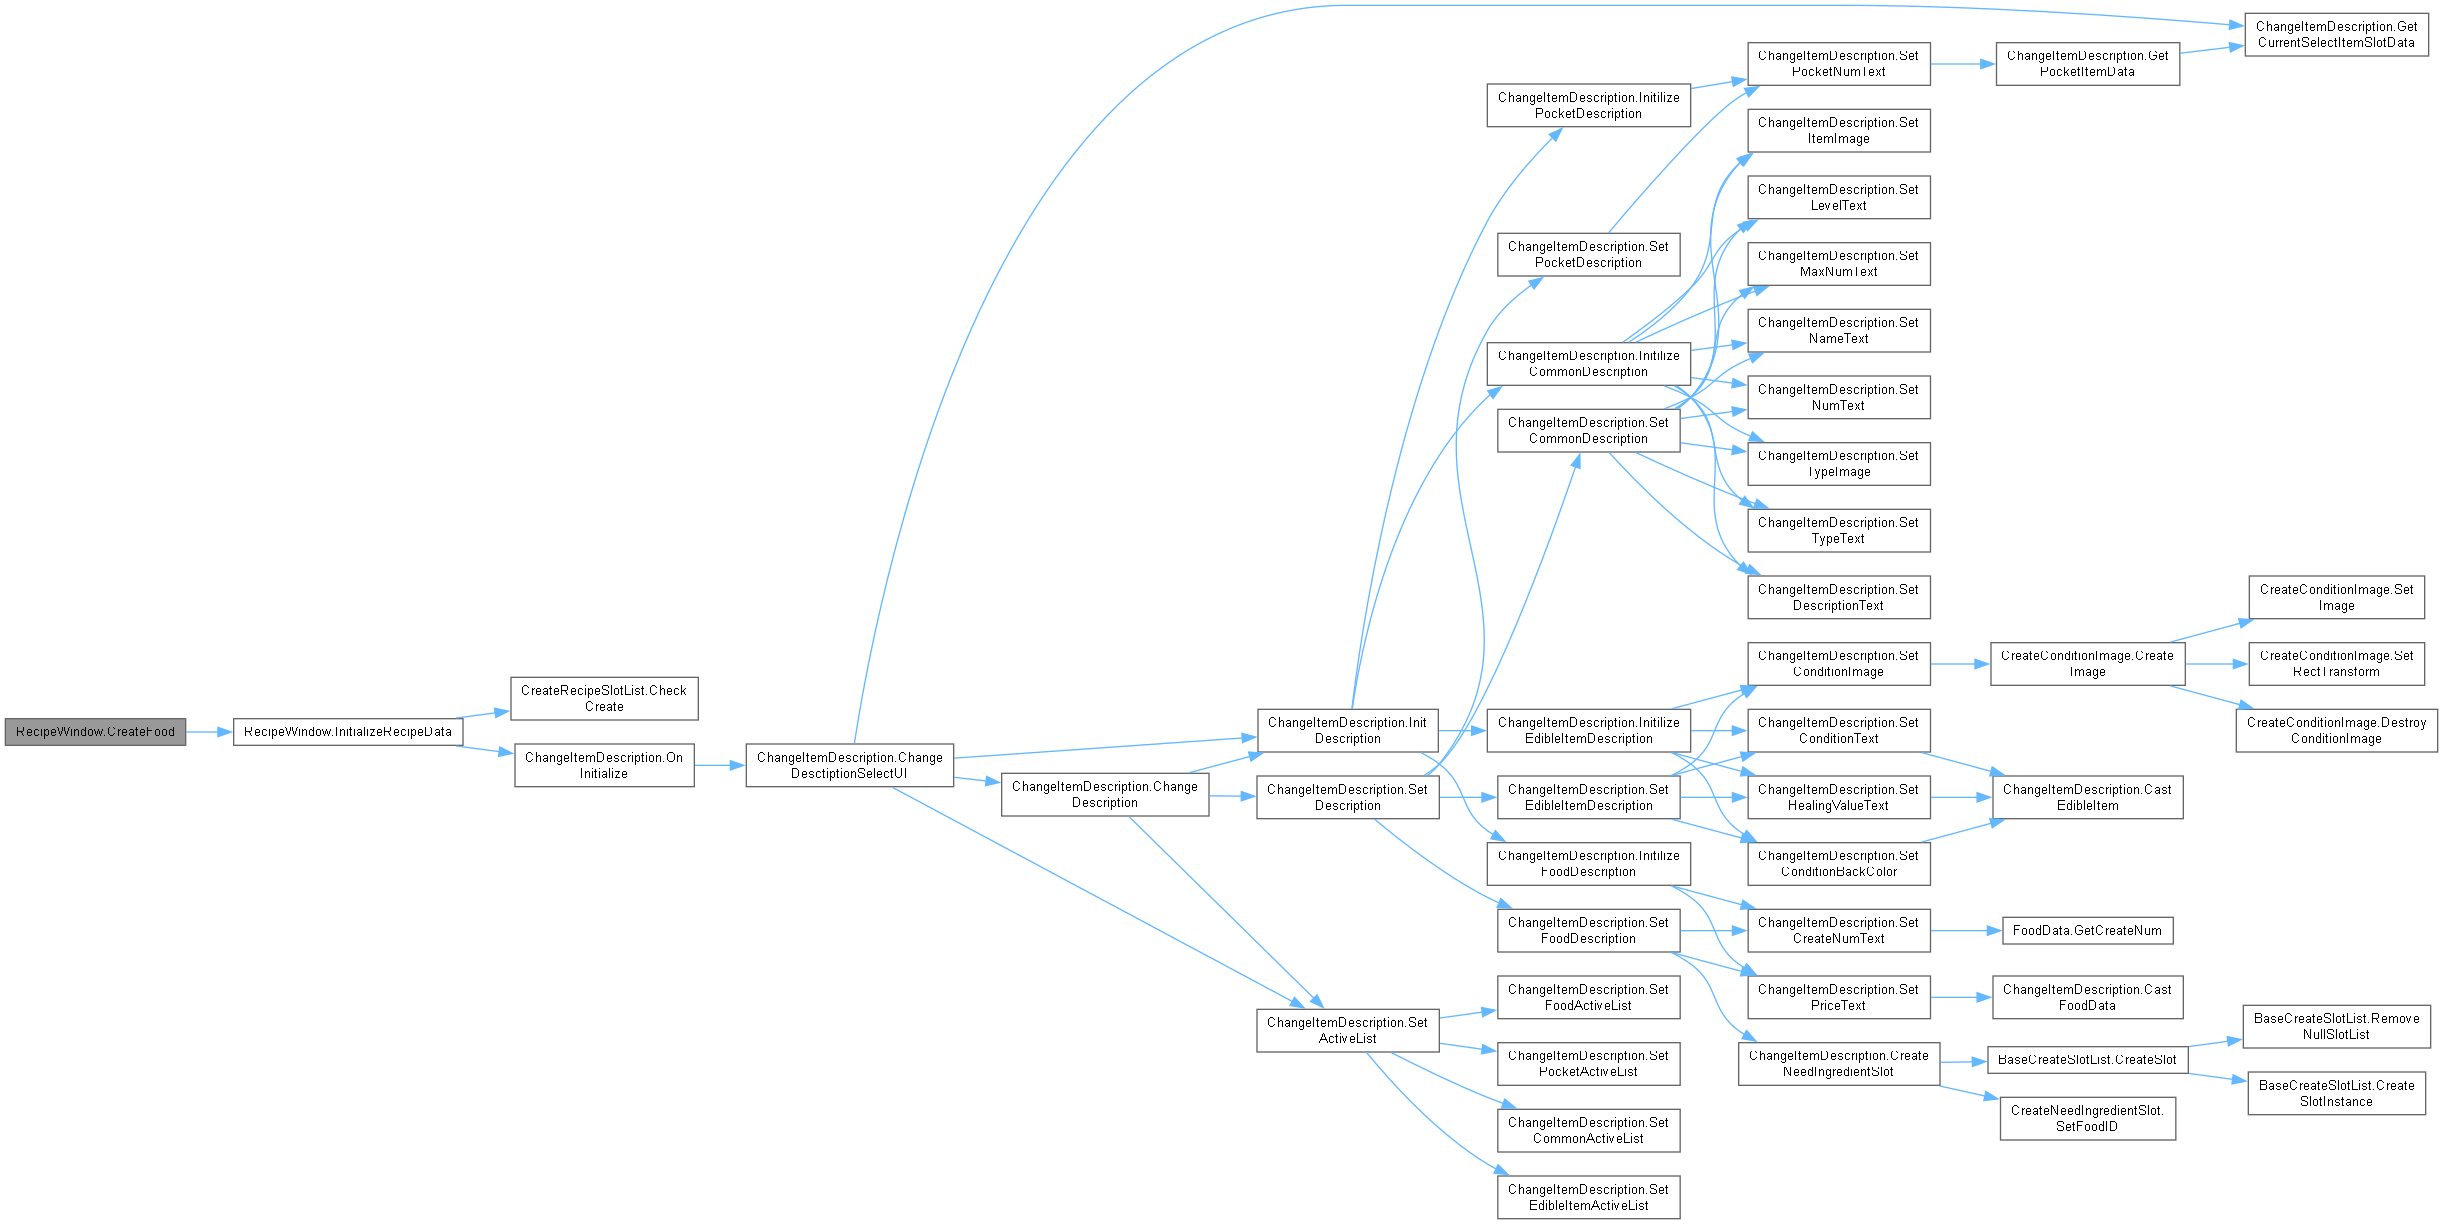 RecipeWindow.CreateFood
RecipeWindow.InitializeRecipeData
CreateRecipeSlotList.Check
Create
ChangeItemDescription.On
Initialize
ChangeItemDescription.Change
DesctiptionSelectUI
ChangeItemDescription.Change
Description
ChangeItemDescription.Init
Description
ChangeItemDescription.Set
Description
ChangeItemDescription.Set
ActiveList
ChangeItemDescription.Initilize
PocketDescription
ChangeItemDescription.Set
PocketDescription
ChangeItemDescription.Initilize
CommonDescription
ChangeItemDescription.Set
CommonDescription
ChangeItemDescription.Initilize
EdibleItemDescription
ChangeItemDescription.Set
EdibleItemDescription
ChangeItemDescription.Initilize
FoodDescription
ChangeItemDescription.Set
FoodDescription
ChangeItemDescription.Set
FoodActiveList
ChangeItemDescription.Set
PocketActiveList
ChangeItemDescription.Set
CommonActiveList
ChangeItemDescription.Set
EdibleItemActiveList
ChangeItemDescription.Set
PocketNumText
ChangeItemDescription.Set
ItemImage
ChangeItemDescription.Set
LevelText
ChangeItemDescription.Set
MaxNumText
ChangeItemDescription.Set
NameText
ChangeItemDescription.Set
NumText
ChangeItemDescription.Set
TypeImage
ChangeItemDescription.Set
TypeText
ChangeItemDescription.Set
DescriptionText
ChangeItemDescription.Set
ConditionImage
ChangeItemDescription.Set
ConditionText
ChangeItemDescription.Set
HealingValueText
ChangeItemDescription.Set
ConditionBackColor
ChangeItemDescription.Set
CreateNumText
ChangeItemDescription.Set
PriceText
ChangeItemDescription.Create
NeedIngredientSlot
ChangeItemDescription.Get
PocketItemData
CreateConditionImage.Create
Image
ChangeItemDescription.Cast
EdibleItem
FoodData.GetCreateNum
ChangeItemDescription.Cast
FoodData
BaseCreateSlotList.CreateSlot
CreateNeedIngredientSlot.
SetFoodID
ChangeItemDescription.Get
CurrentSelectItemSlotData
CreateConditionImage.Set
Image
CreateConditionImage.Set
RectTransform
CreateConditionImage.Destroy
ConditionImage
BaseCreateSlotList.Remove
NullSlotList
BaseCreateSlotList.Create
SlotInstance